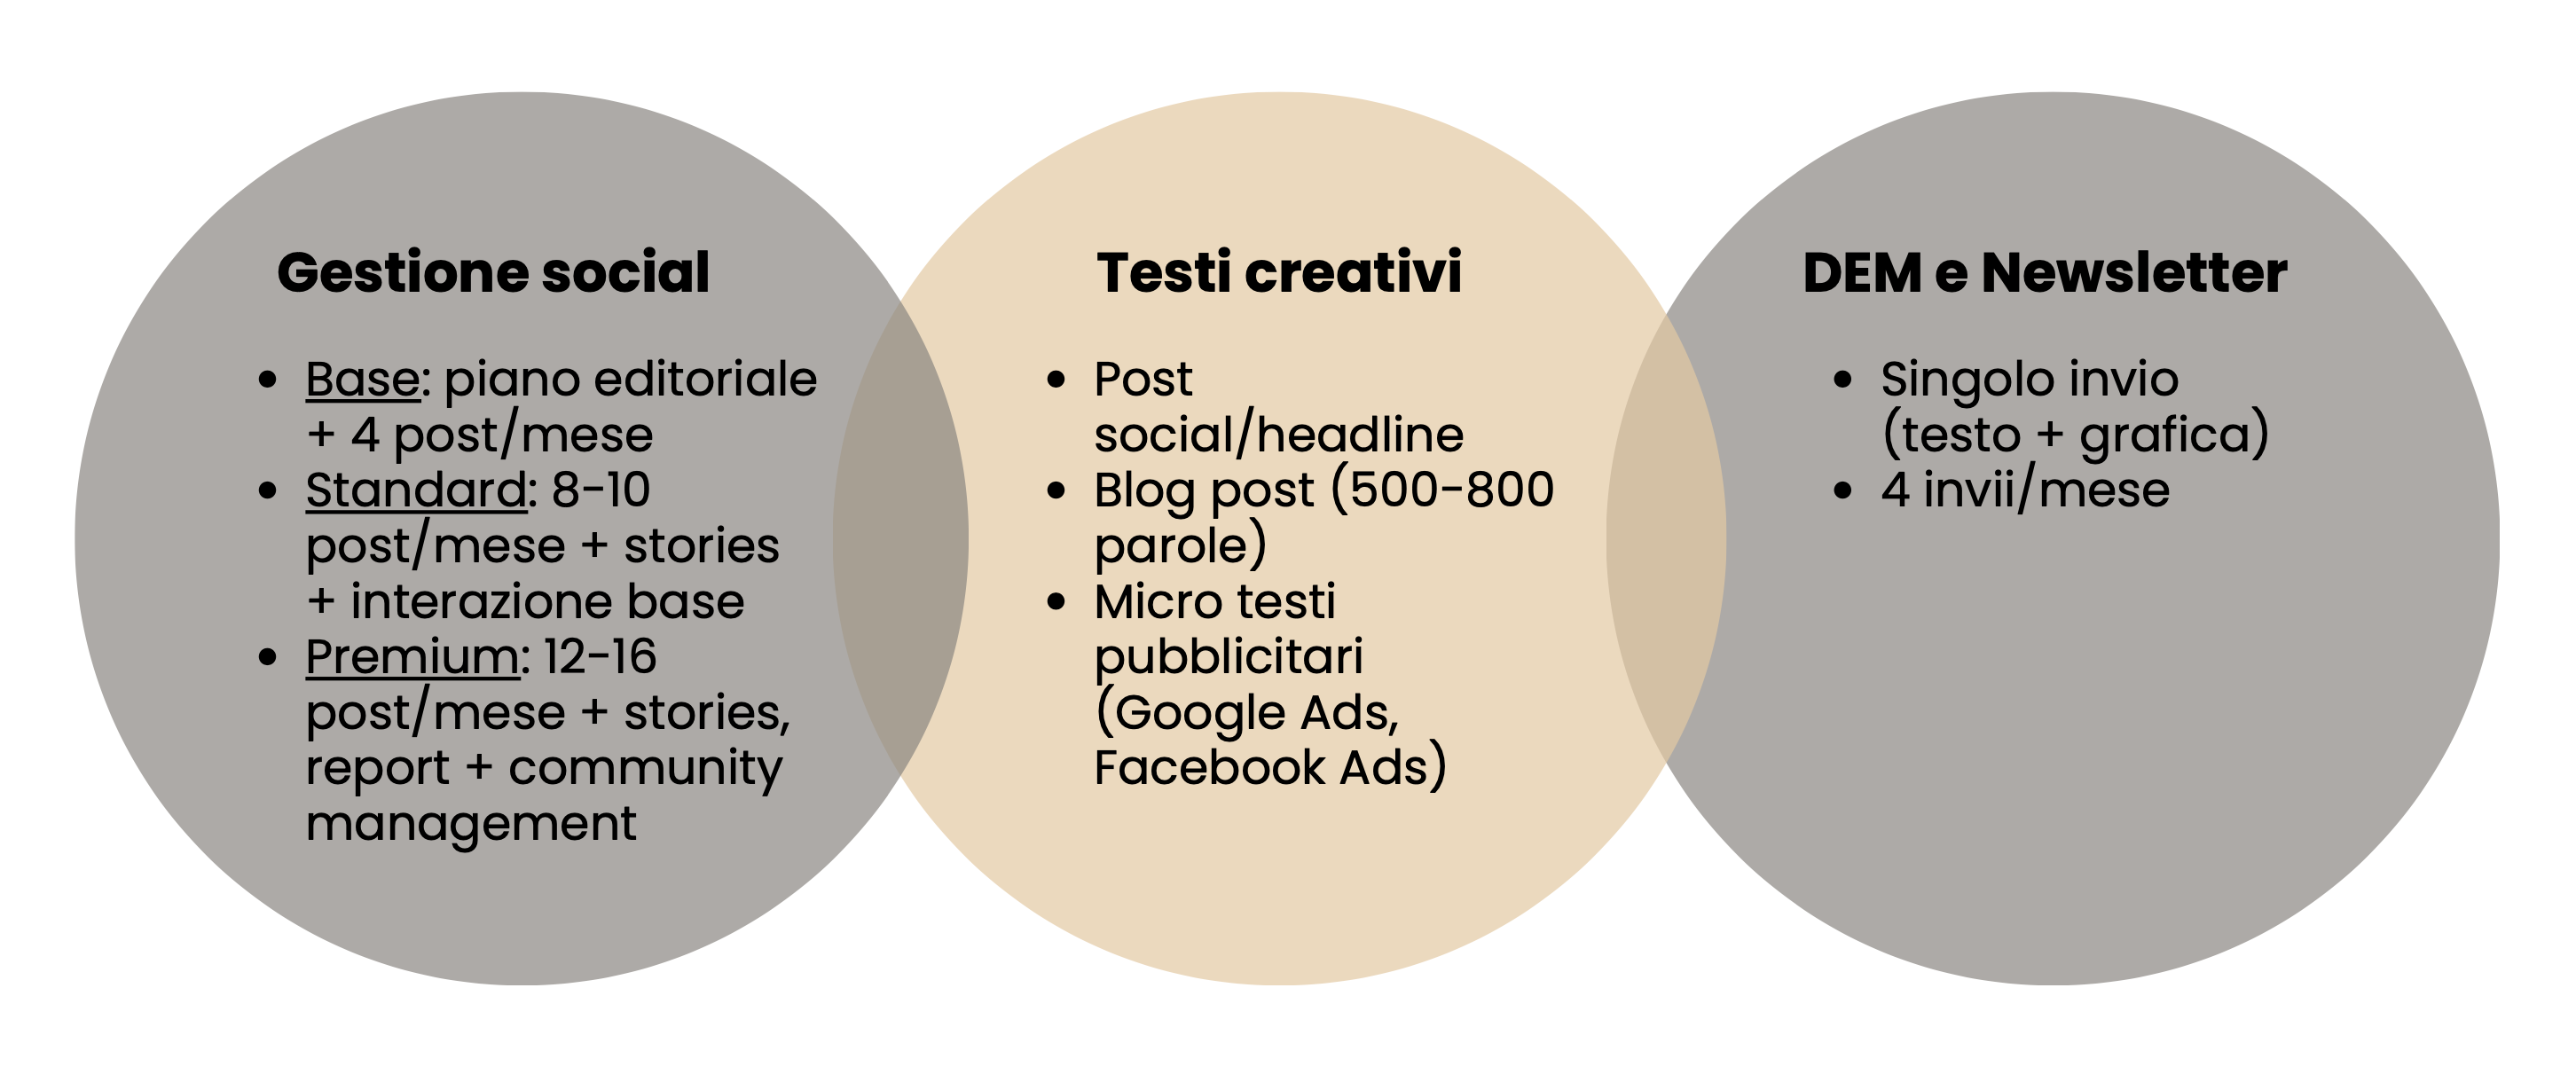 Gestione social
• Base: piano editoriale
+ 4 post/mese
• Standard: 8-10
post/mese + stories
+ interazione base
• Premium: 12-16
post/mese + stories,
report + community
management
Testi creativi
• Post
social/headline
• Blog post (500-800
parole)
• Micro testi
pubblicitari
(Google Ads,
Facebook Ads)
DEM e Newsletter
• Singolo invio
(testo + grafica)
• 4 invii/mese